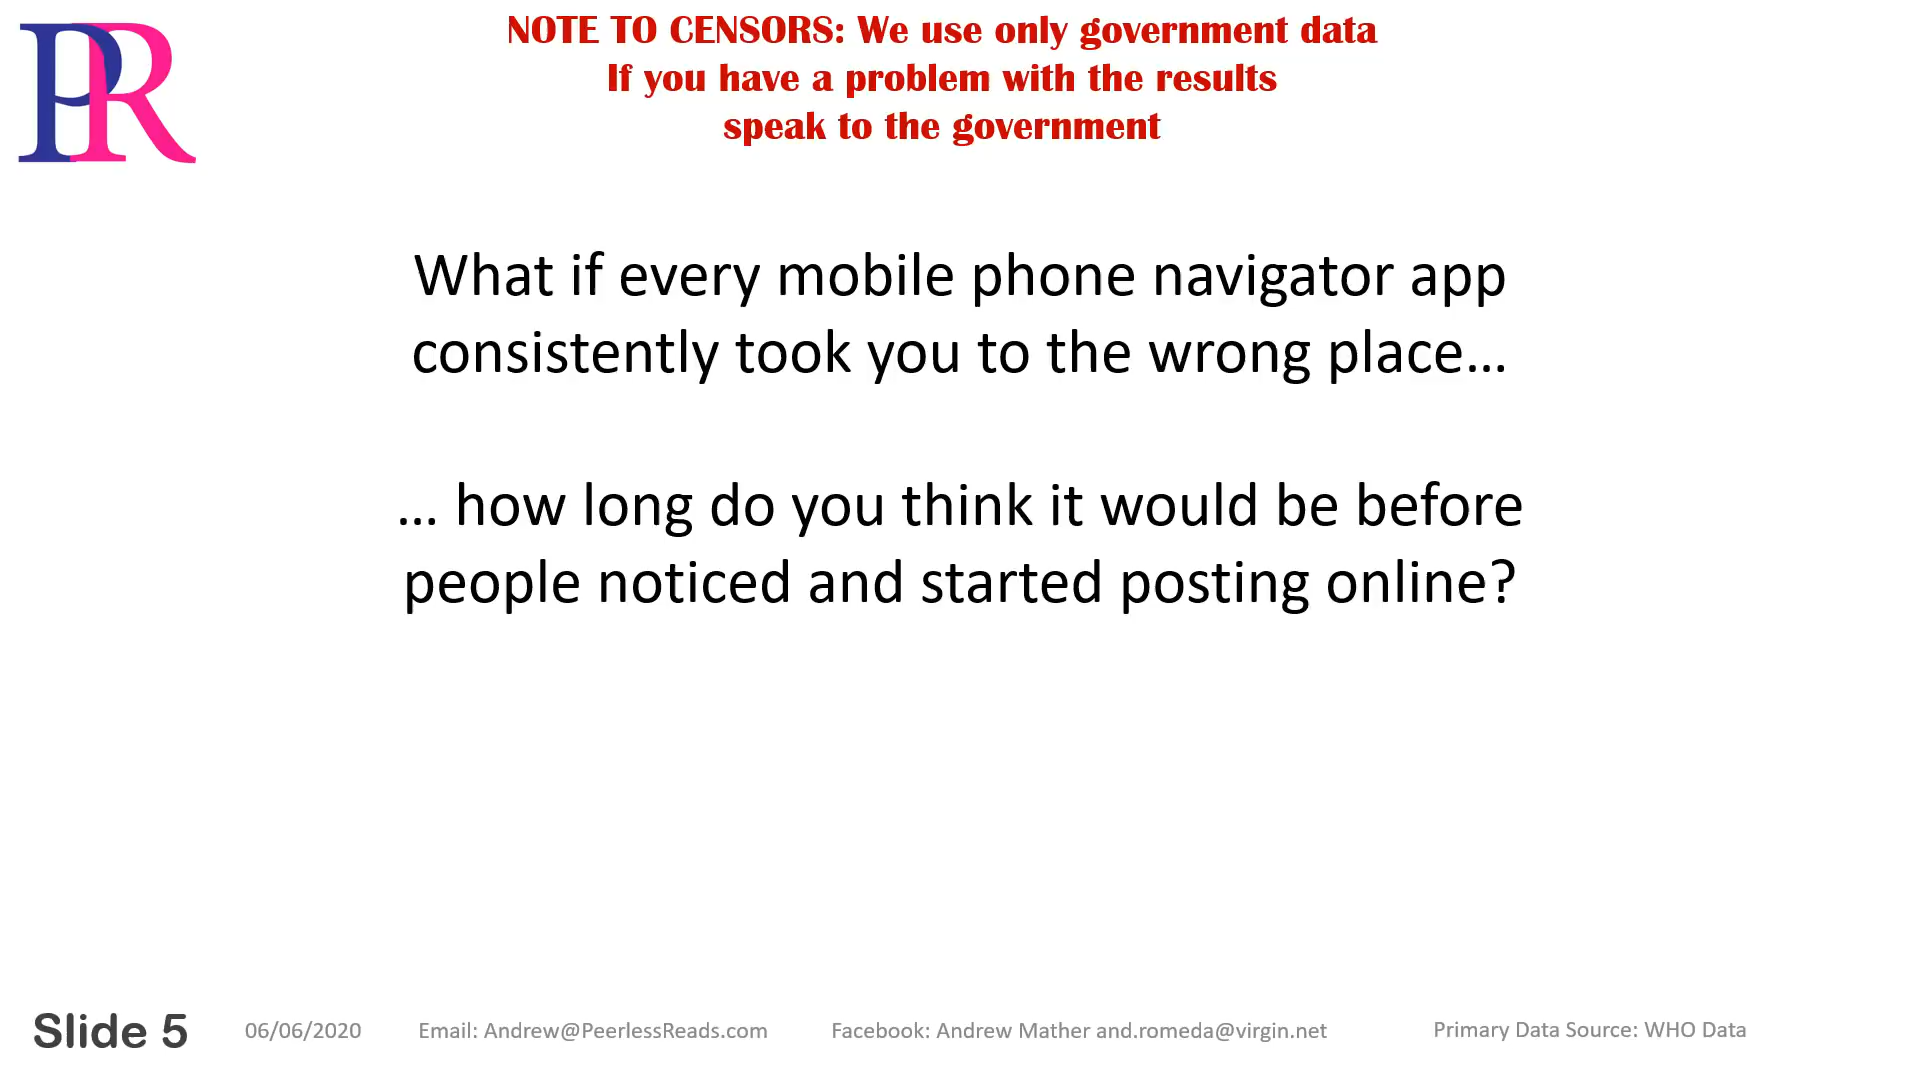 PR
NOTE TO CENSORS: We use only government data
If you have a problem with the results
speak to the government
What if every mobile phone navigator app
consistently took you to the wrong place...
... how long do you think it would be before
people noticed and started posting online?
Slide 5
06/06/2020
Email: Andrew@PeerlessReads.com
Facebook: Andrew Mather and.romeda@virgin.net
Primary Data Source: WHO Data